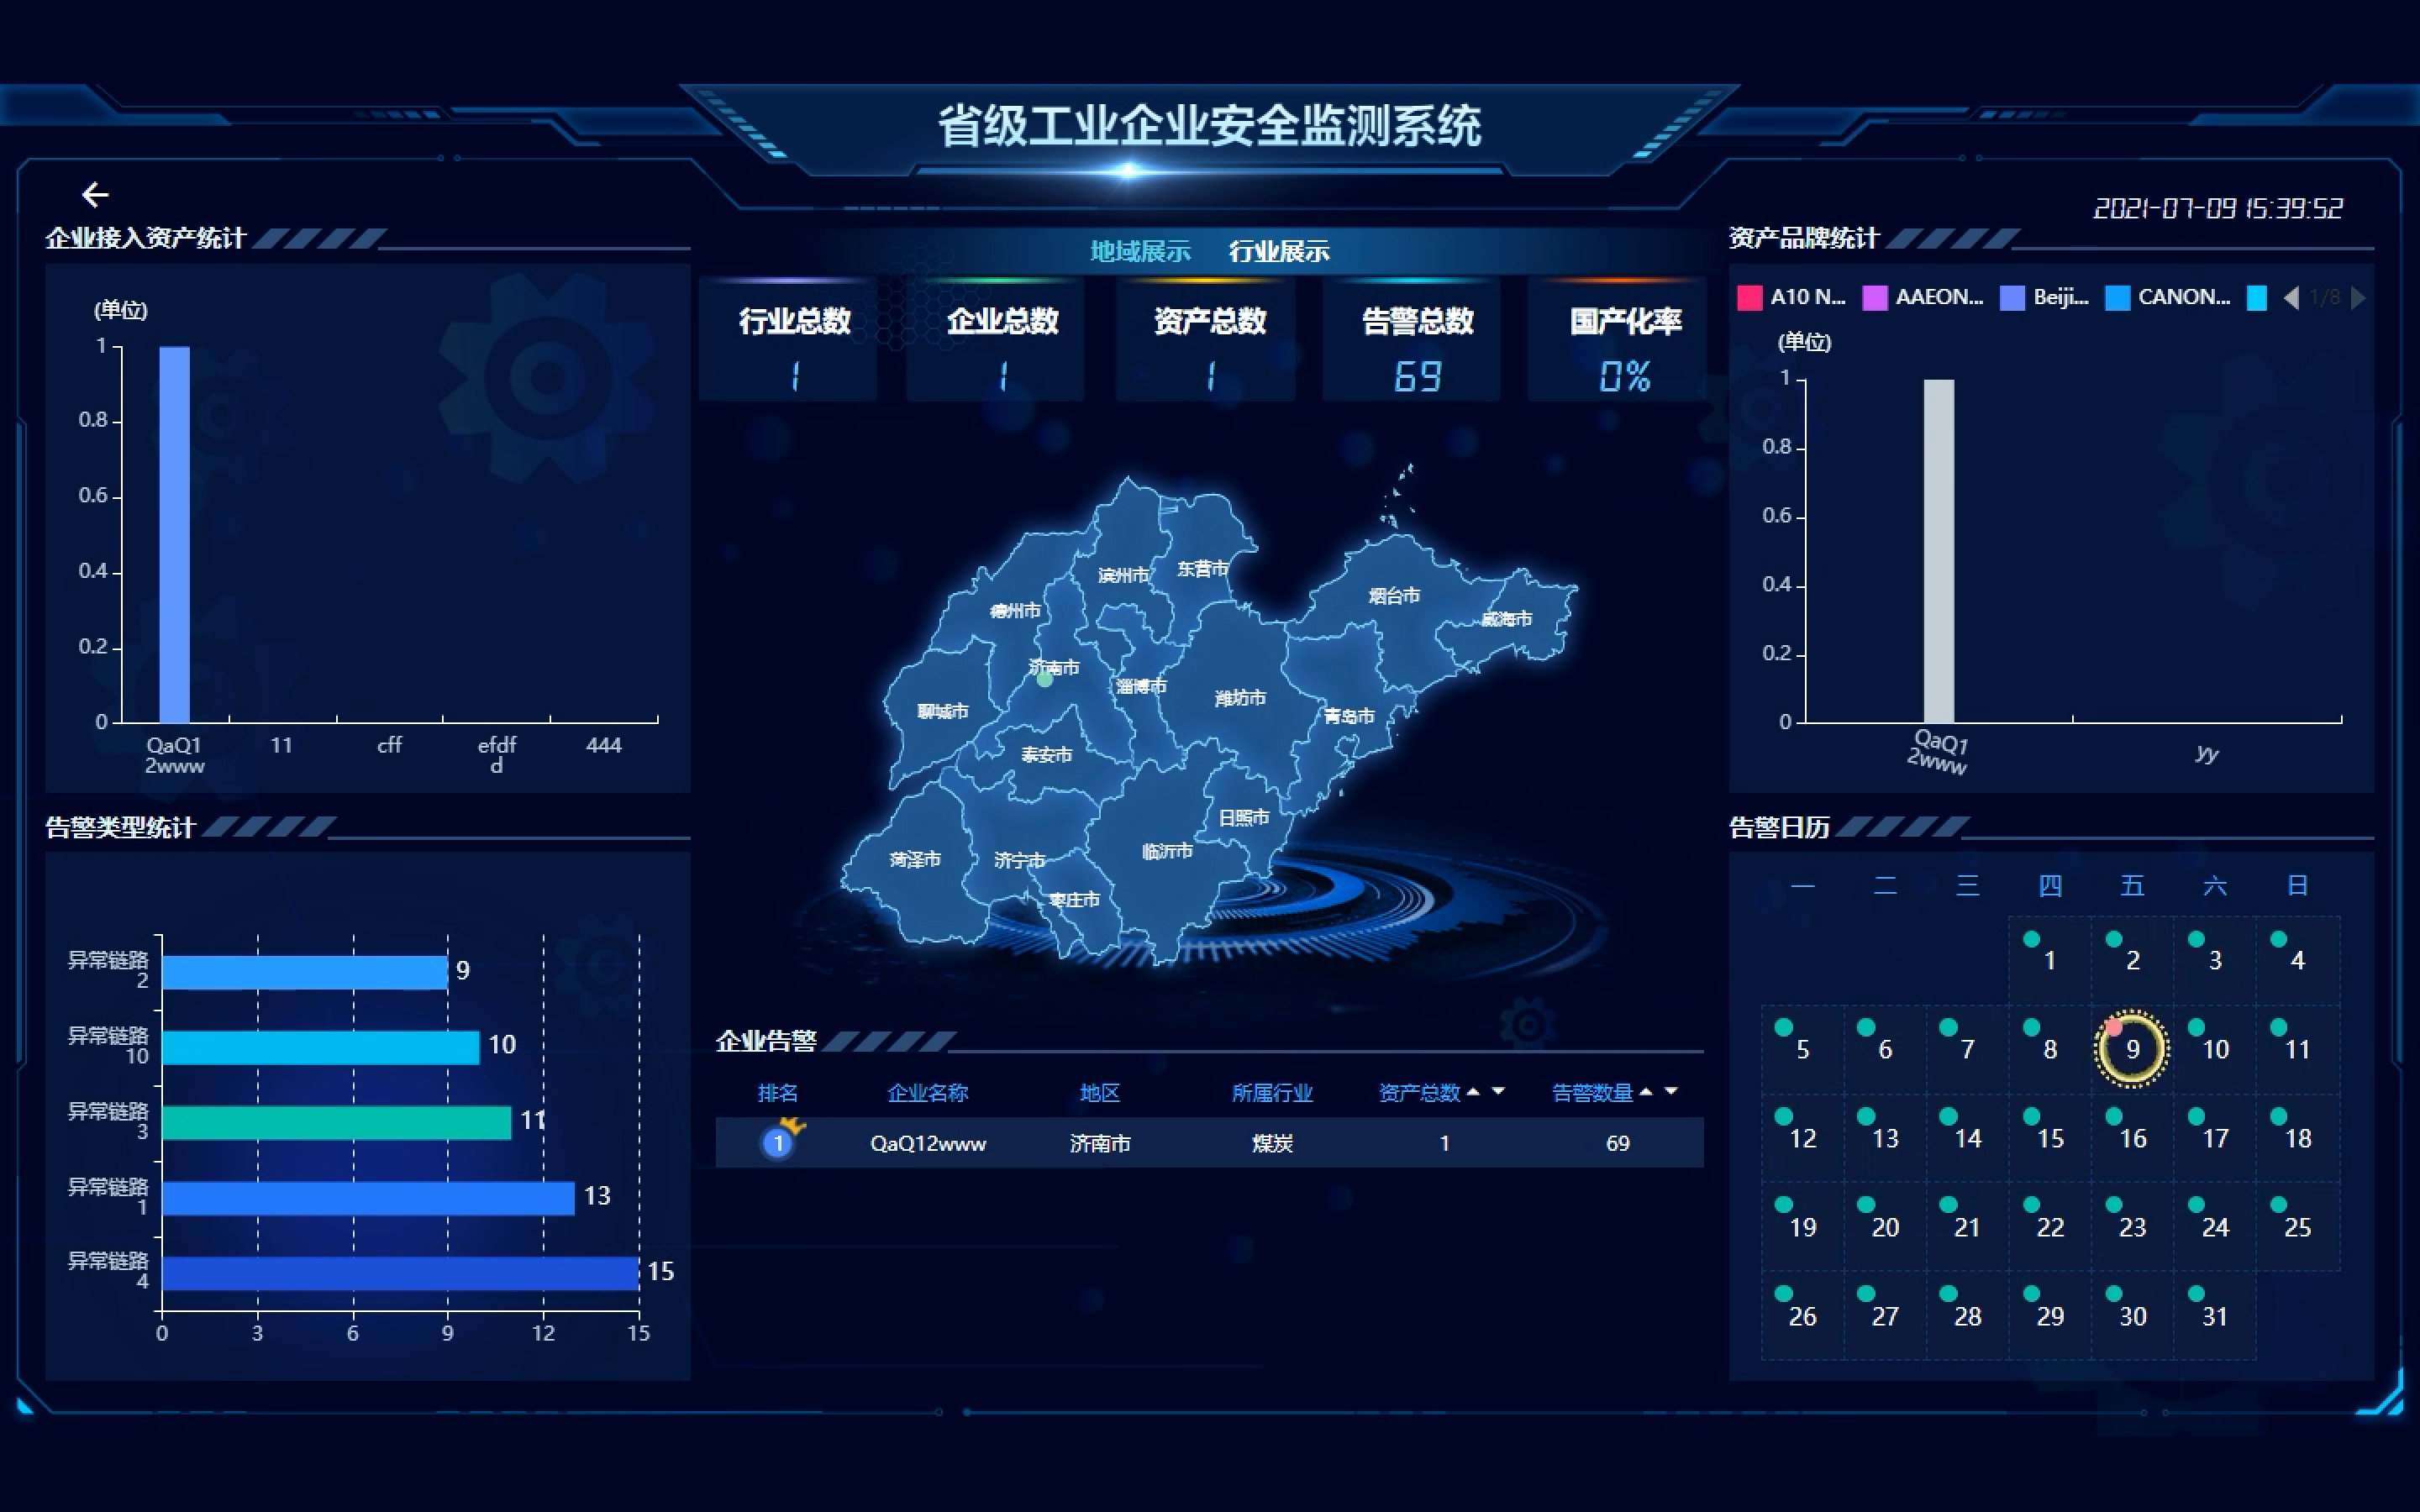 省级工业企业安全监测系统
2021-07-09 15:39:52
企业接入资产统计
(单位)
1
0.8
0.6
0.4
0.2
0
QaQ1
2www
11
cff
efdf
d
444
告警类型统计
异常链路
2
9
异常链路
10
10
异常链路
3
11
异常链路
1
13
异常链路
4
15
0 3 6 9 12 15
地域展示 行业展示
行业总数 企业总数 资产总数 告警总数 国产化率
1 1 1 69 0%
滨州市
东营市
德州市
烟台市
威海市
济南市
淄博市
潍坊市
聊城市
青岛市
泰安市
日照市
菏泽市
济宁市
临沂市
枣庄市
企业告警
排名 企业名称 地区 所属行业 资产总数 告警数量
1 QaQ12www 济南市 煤炭 1 69
资产品牌统计
A10 N... AAEON... Beiji... CANON... 1/8
(单位)
1
0.8
0.6
0.4
0.2
0
QaQ1
2www
yy
告警日历
一 二 三 四 五 六 日
1 2 3 4
5 6 7 8 9 10 11
12 13 14 15 16 17 18
19 20 21 22 23 24 25
26 27 28 29 30 31